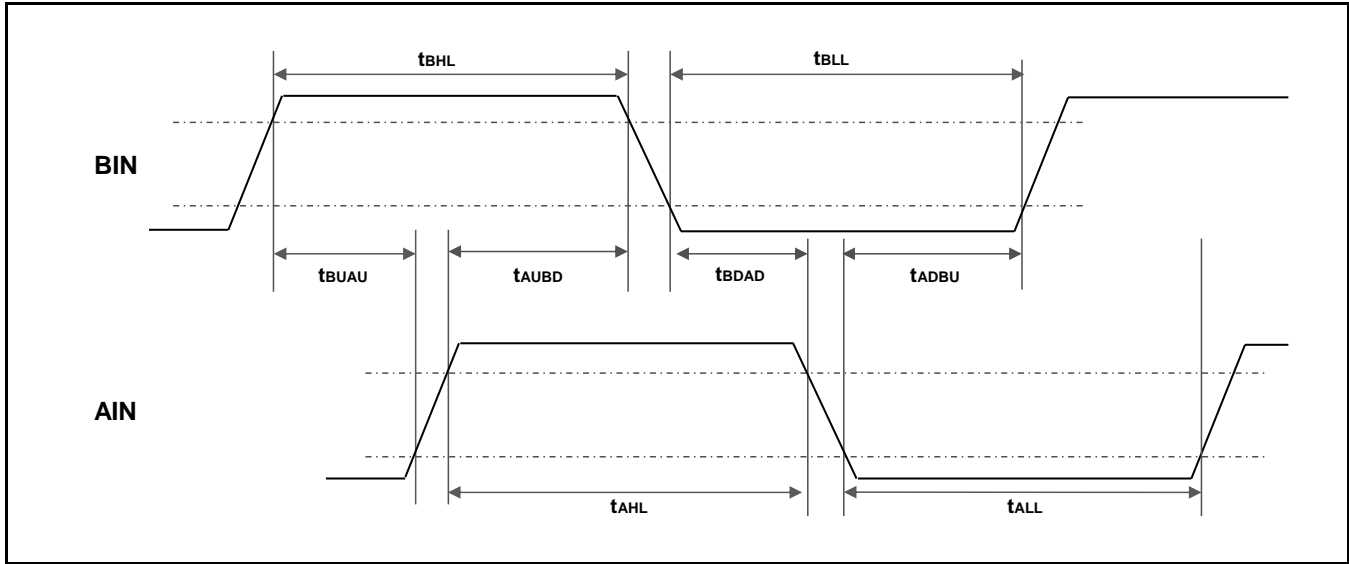 tBHL
tBLL
BIN
tBUAU
tAUBD
tBDAD
tADBU
AIN
tAHL
tALL